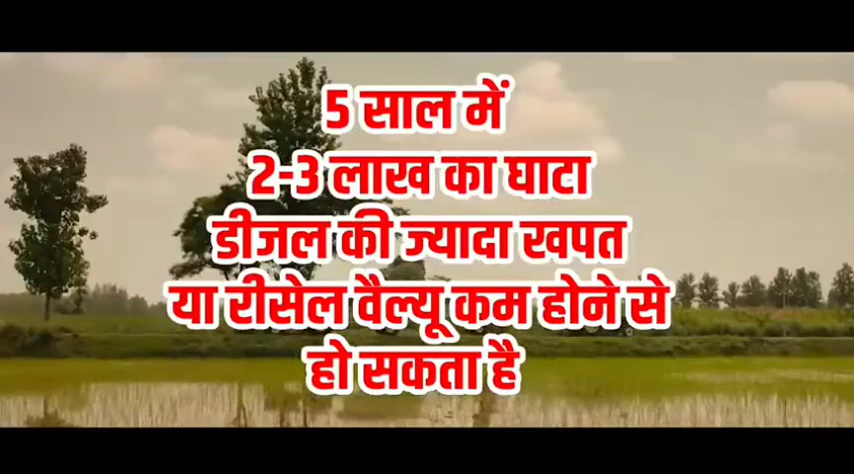 5 साल में
2-3 लाख का घाटा
डीजल की ज्यादा खपत
या रीसेल वैल्यू कम होने से
हो सकता है